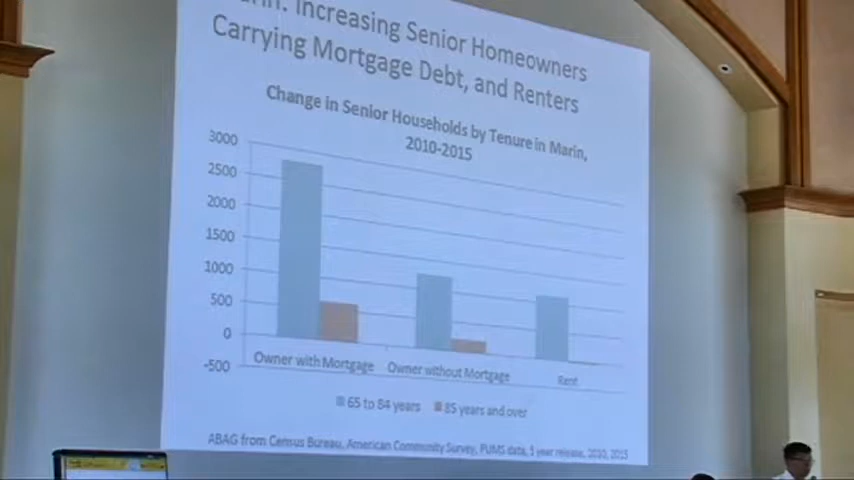 Increasing Senior Homeowners
Carrying Mortgage Debt, and Renters
Change in Senior Households by Tenure in Marin,
2010-2015
3000
2500
2000
1500
1000
500
0
-500
Owner with Mortgage Owner without Mortgage Rent
65 to 84 years 85 years and over
ABAG from Census Bureau, American Community Survey, PUMS data, 1 year release, 2010, 2015